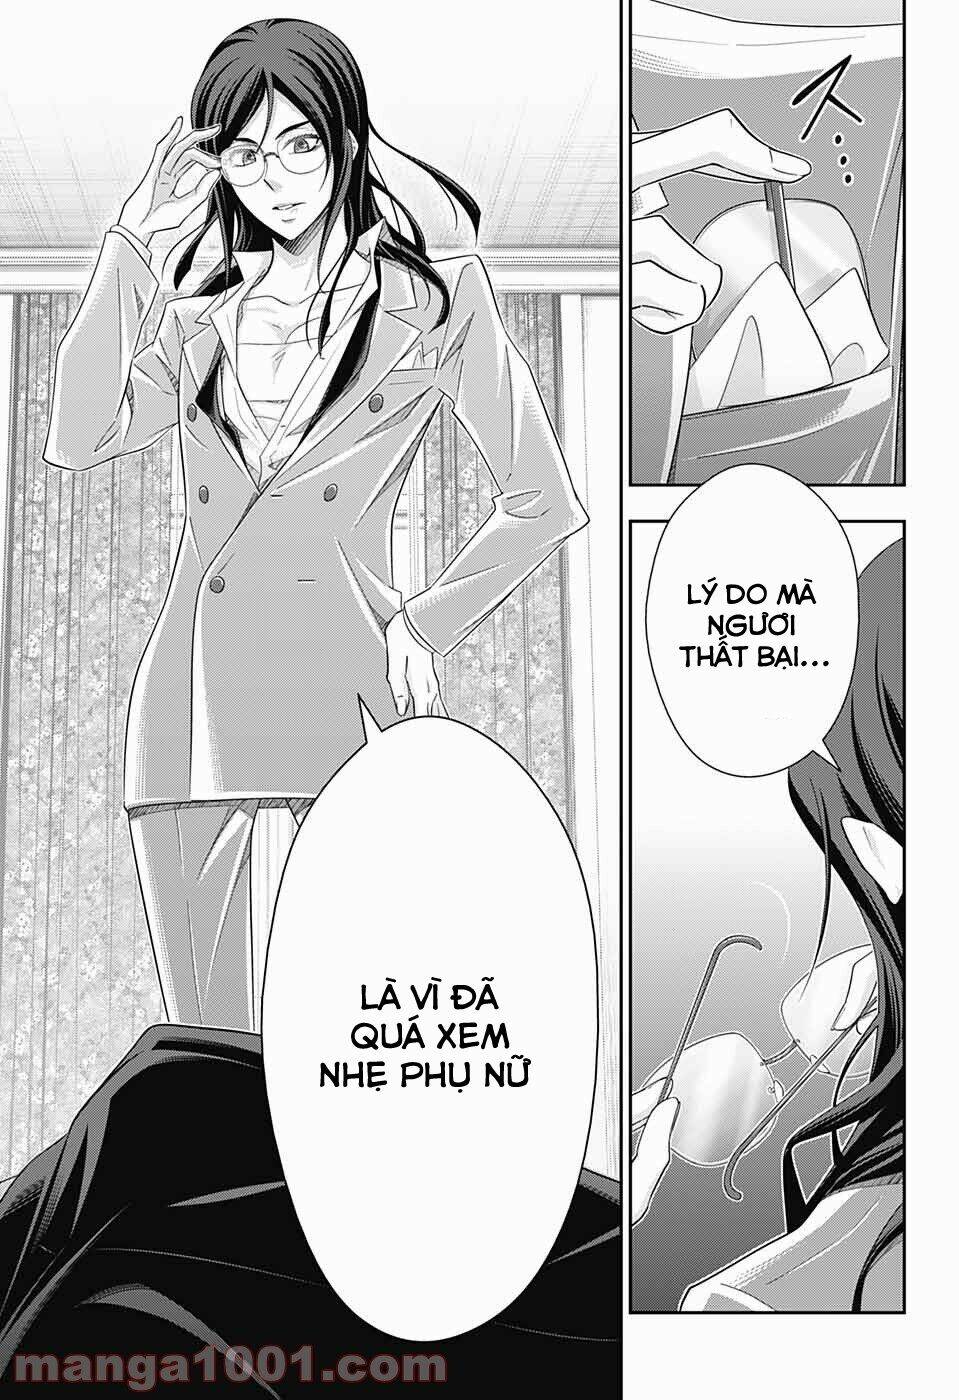 ス...
LÝ DO MÀ
NGƯƠI
THẤT BẠI...
LÀ VÌ ĐÃ
QUÁ XEM
NHẸ PHỤ NỮ
manga1001.com